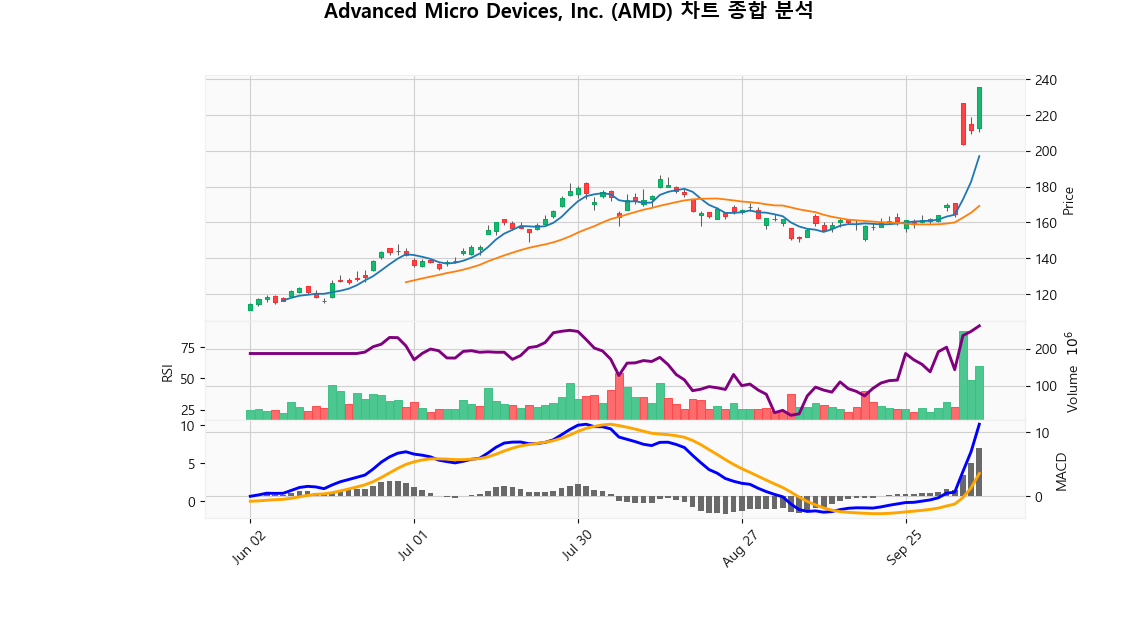 Advanced Micro Devices, Inc. (AMD) 차트 종합 분석
240
220
200
180
160
140
120
Price
75
50
25
RSI
200
100
Volume 10⁶
10
5
0
10
0
MACD
Jun 02
Jul 01
Jul 30
Aug 27
Sep 25